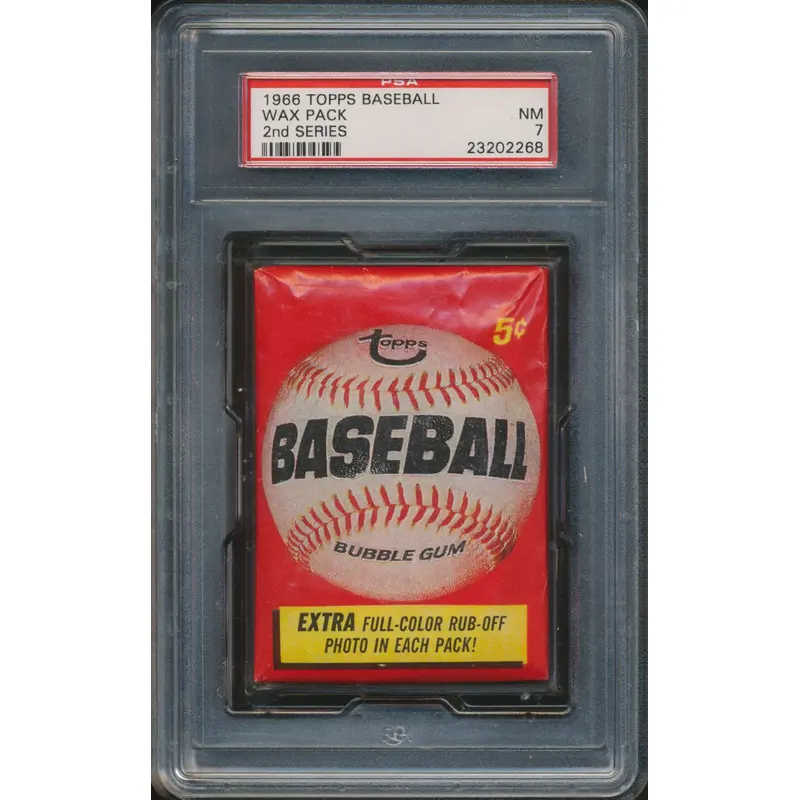 PSA
1966 TOPPS BASEBALL
WAX PACK
NM
2nd SERIES
7
23202268
5¢
topps
BASEBALL
BUBBLE GUM
EXTRA FULL-COLOR RUB-OFF
PHOTO IN EACH PACK!